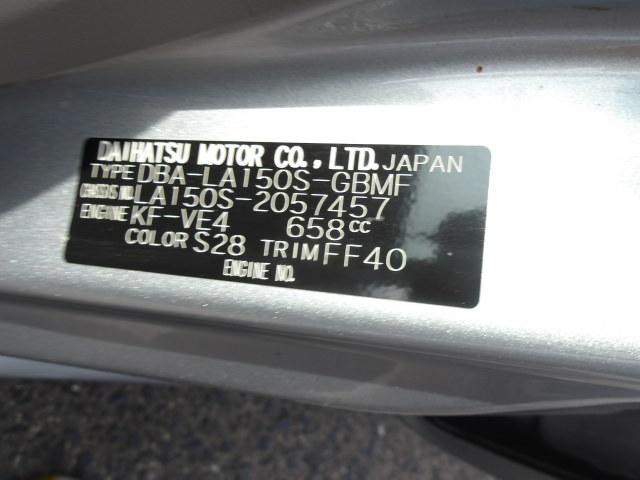 DAIHATSU MOTOR CO., LTD. JAPAN
TYPE DBA-LA150S-GBMF
CHASSIS NO. LA150S-2057457
ENGINE KF-VE4 658cc
COLOR S28 TRIM FF40
ENGINE NO.